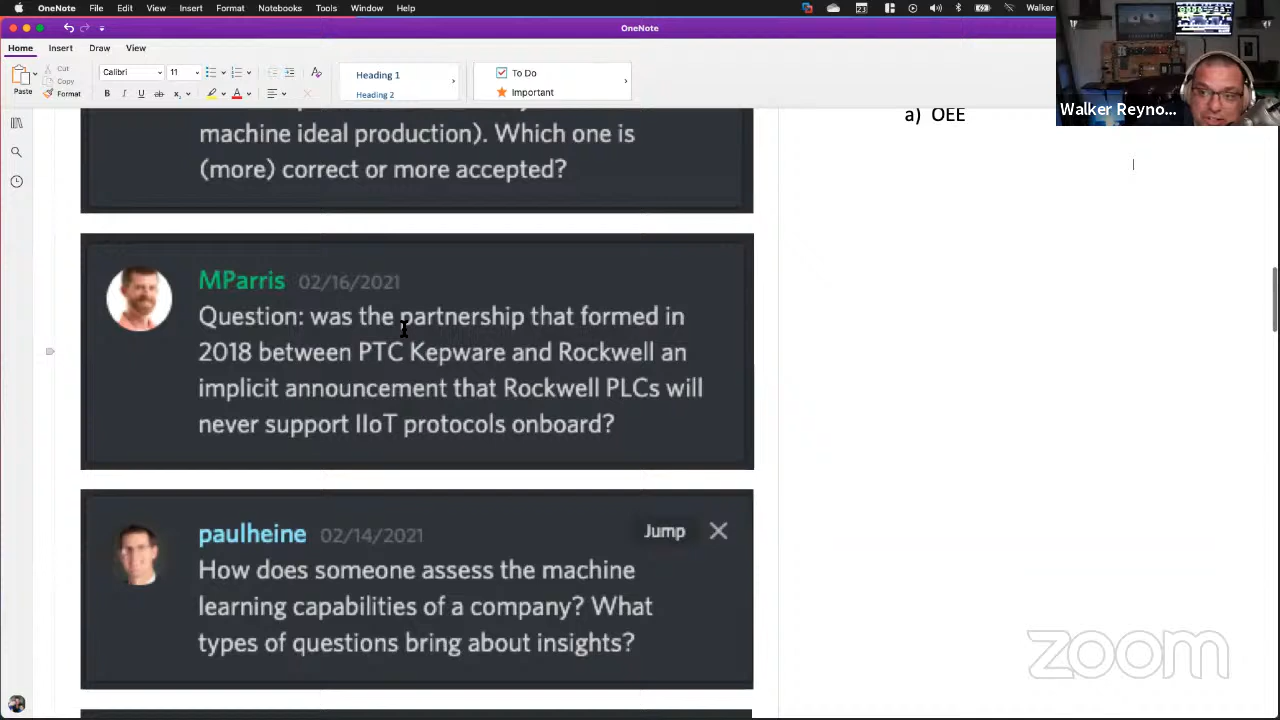 File Edit View Insert Format Notebooks Tools Window Help
Walker
OneNote
Home Insert Draw View
Paste
Cut
Copy
Format
Calibri 11
B I U ab
Heading 1
Heading 2
To Do
Important
Walker Reyno...
a) OEE
machine ideal production). Which one is
(more) correct or more accepted?
MParris 02/16/2021
Question: was the partnership that formed in
2018 between PTC Kepware and Rockwell an
implicit announcement that Rockwell PLCs will
never support IIoT protocols onboard?
paulheine 02/14/2021
Jump
How does someone assess the machine
learning capabilities of a company? What
types of questions bring about insights?
zoom